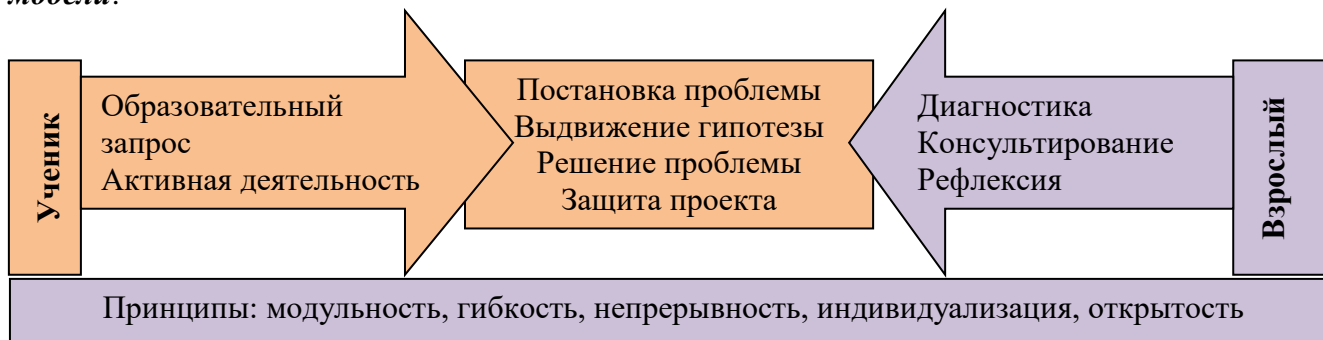 модели:
Ученик
Образовательный
запрос
Активная деятельность
Постановка проблемы
Выдвижение гипотезы
Решение проблемы
Защита проекта
Диагностика
Консультирование
Рефлексия
Взрослый
Принципы: модульность, гибкость, непрерывность, индивидуализация, открытость